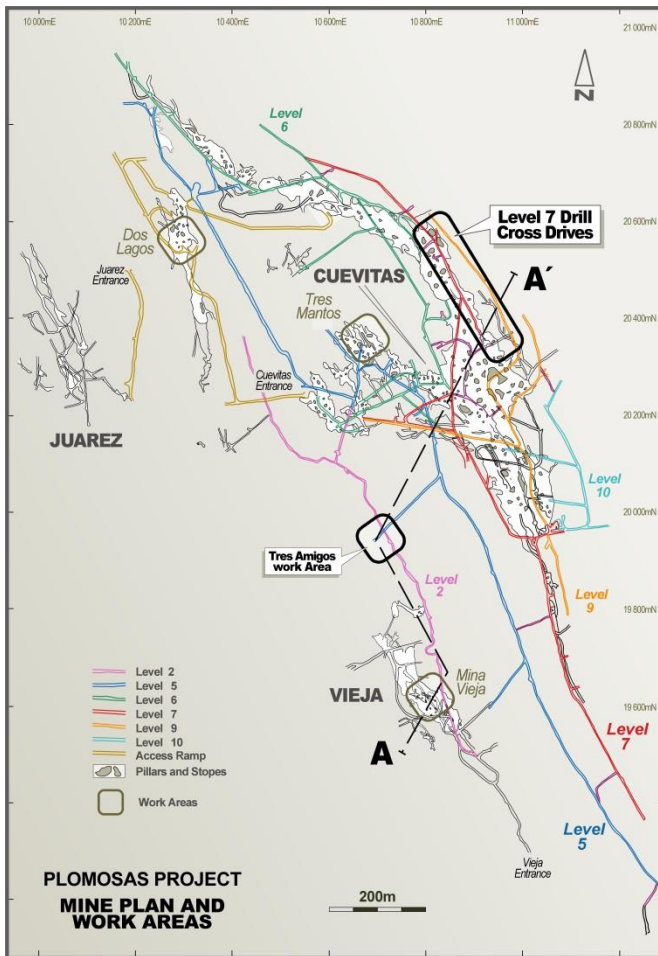 10 000mE
10 200mE
10 400mE
10 600mE
10 800mE
11 000mE
21 000mN
20 800mN
20 600mN
20 400mN
20 200mN
20 000mN
19 800mN
19 600mN
N
Level
6
Level 7 Drill
Cross Drives
Dos
Lagos
Juarez
Entrance
CUEVITAS
A´
Tres
Mantos
Cuevitas
Entrance
JUAREZ
Level
10
Tres Amigos
work Area
Level
2
Level
9
Mina
Vieja
VIEJA
A
Level
7
Level
5
Vieja
Entrance
Level 2
Level 5
Level 6
Level 7
Level 9
Level 10
Access Ramp
Pillars and Stopes
Work Areas
PLOMOSAS PROJECT
MINE PLAN AND
WORK AREAS
200m